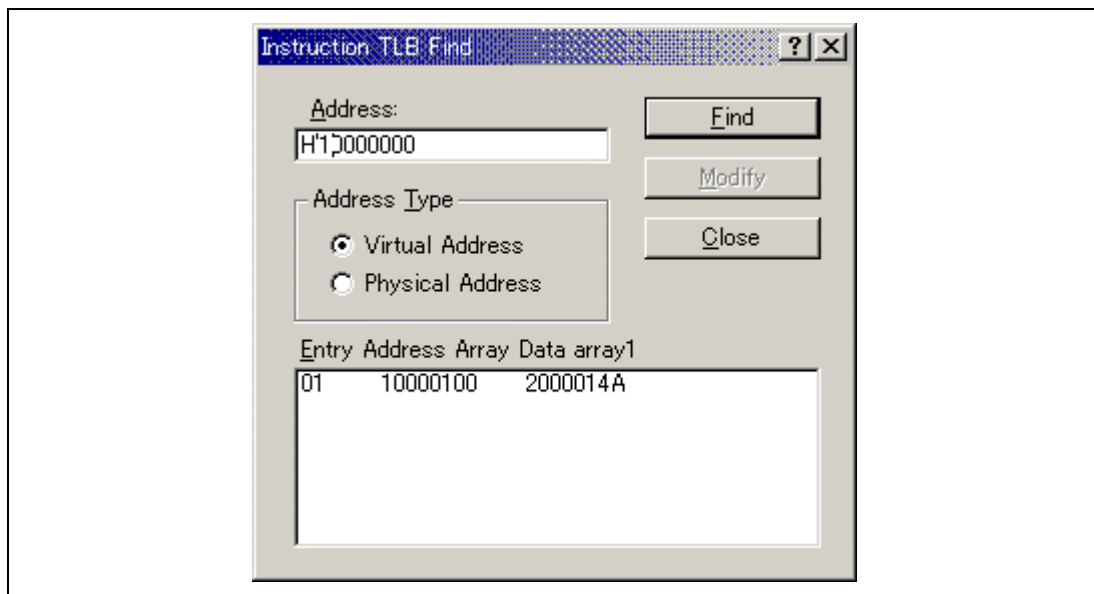 Instruction TLB Find
Address:
H'10000000
Find
Modify
Address Type
Virtual Address
Close
Physical Address
Entry Address Array Data array1
01 10000100 2000014A